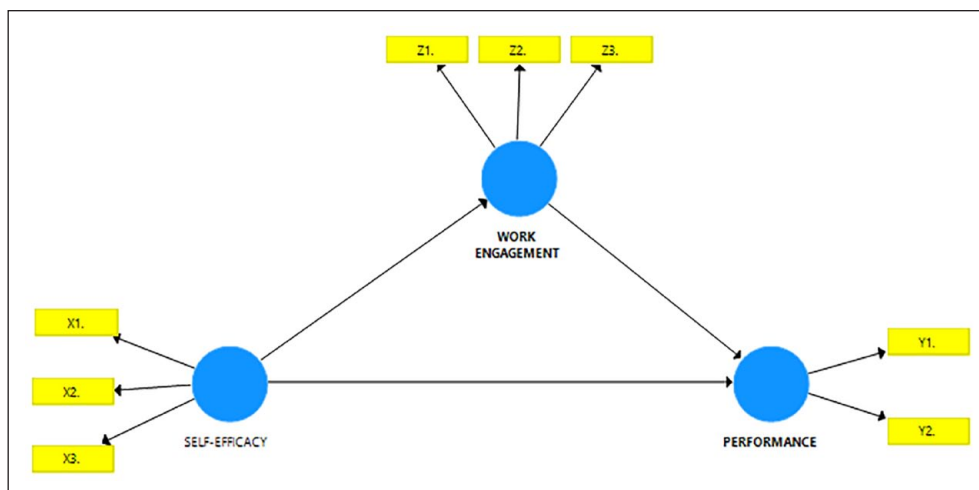 Z1.
Z2.
Z3.
WORK
ENGAGEMENT
X1.
X2.
X3.
SELF-EFFICACY
Y1.
Y2.
PERFORMANCE